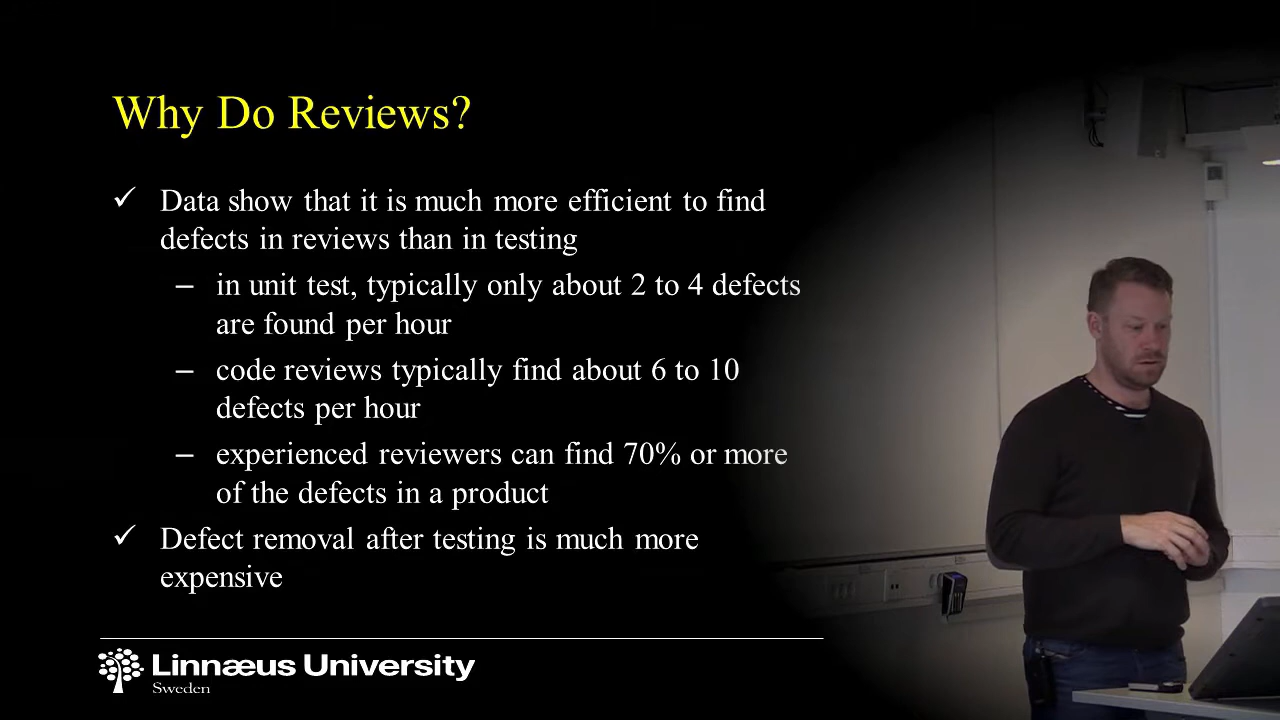 Why Do Reviews?
✓ Data show that it is much more efficient to find
defects in reviews than in testing
– in unit test, typically only about 2 to 4 defects
are found per hour
– code reviews typically find about 6 to 10
defects per hour
– experienced reviewers can find 70% or more
of the defects in a product
✓ Defect removal after testing is much more
expensive
Linnæus University
Sweden